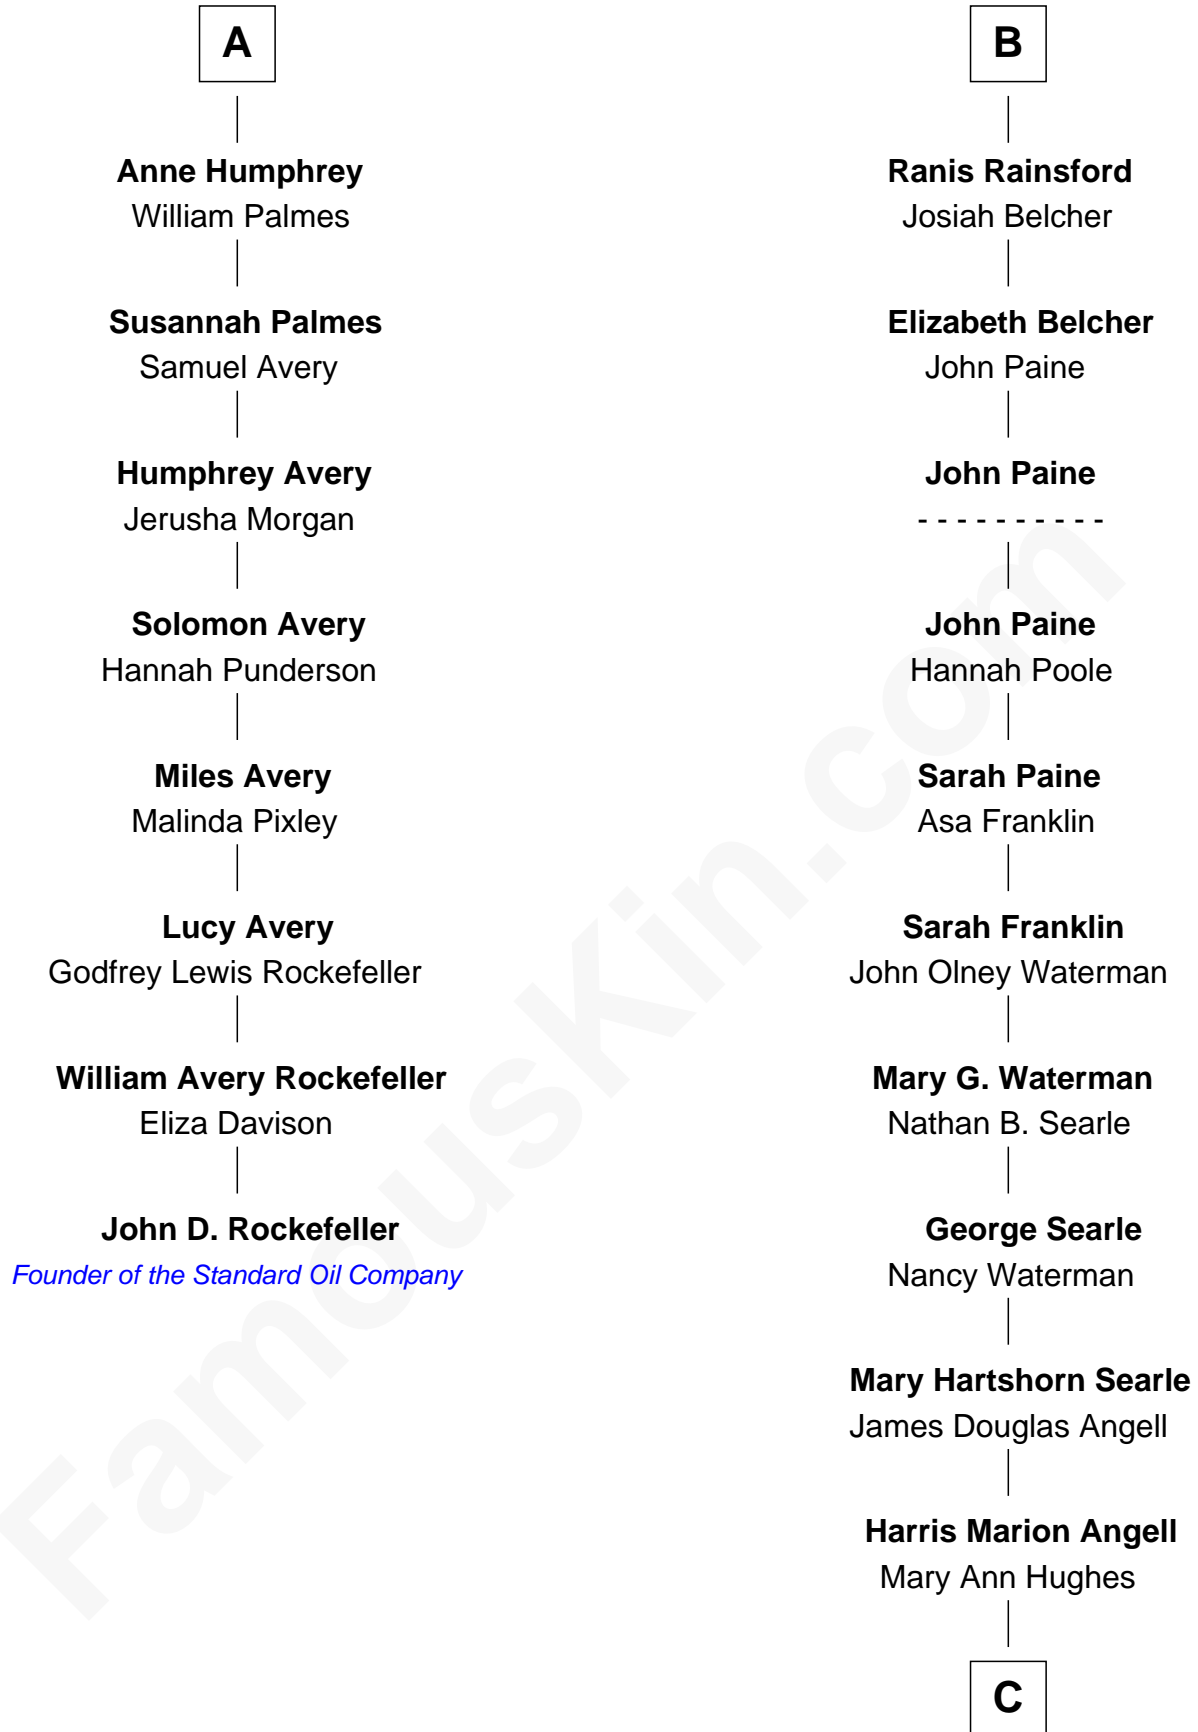 A
Anne Humphrey
William Palmes
Susannah Palmes
Samuel Avery
Humphrey Avery
Jerusha Morgan
Solomon Avery
Hannah Punderson
Miles Avery
Malinda Pixley
Lucy Avery
Godfrey Lewis Rockefeller
William Avery Rockefeller
Eliza Davison
John D. Rockefeller
Founder of the Standard Oil Company
B
Ranis Rainsford
Josiah Belcher
Elizabeth Belcher
John Paine
John Paine
- - - - - - - - - -
John Paine
Hannah Poole
Sarah Paine
Asa Franklin
Sarah Franklin
John Olney Waterman
Mary G. Waterman
Nathan B. Searle
George Searle
Nancy Waterman
Mary Hartshorn Searle
James Douglas Angell
Harris Marion Angell
Mary Ann Hughes
C
FamousKin.com